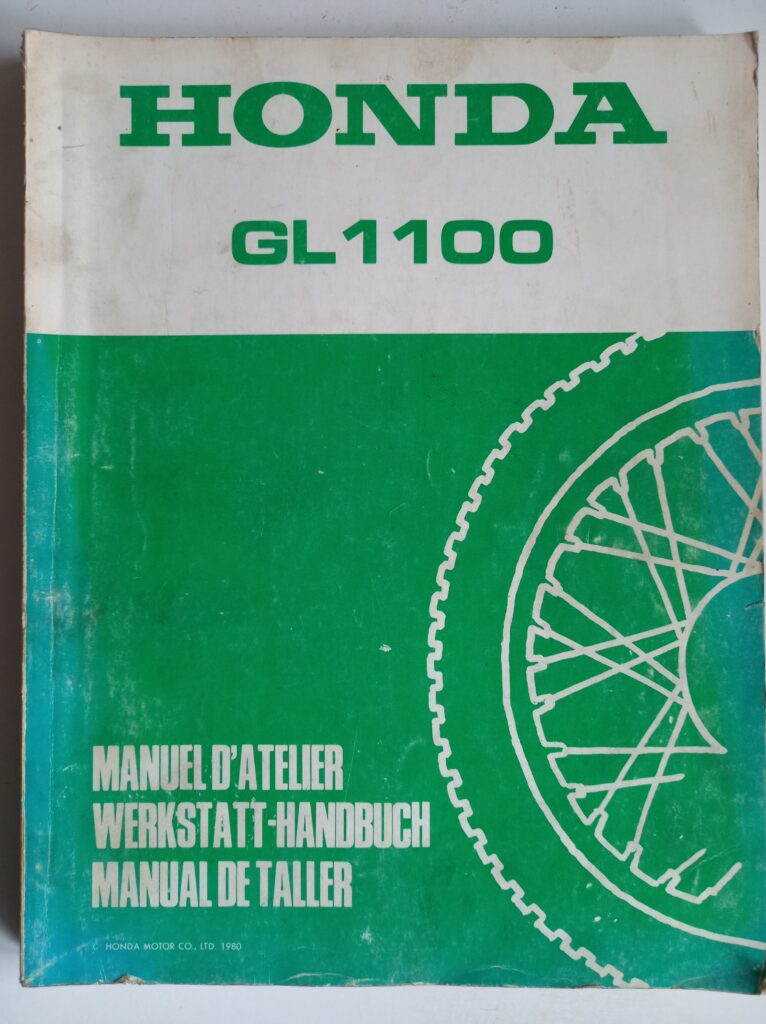 HONDA
GL1100
MANUEL D'ATELIER
WERKSTATT-HANDBUCH
MANUAL DE TALLER
© HONDA MOTOR CO., LTD. 1980